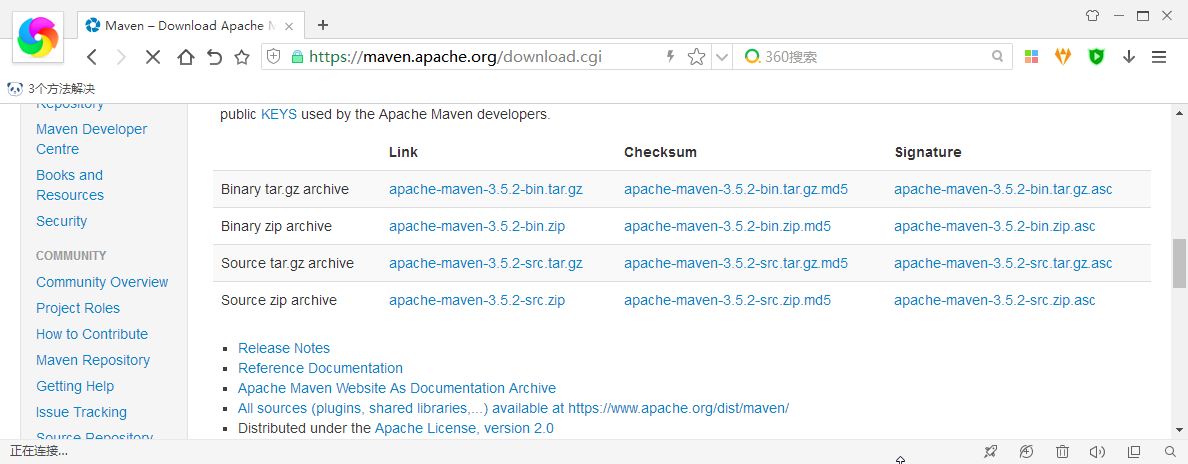 Maven – Download Apache M
https://maven.apache.org/download.cgi
360搜索
3个方法解决
Repository
Maven Developer
Centre
Books and
Resources
Security
COMMUNITY
Community Overview
Project Roles
How to Contribute
Maven Repository
Getting Help
Issue Tracking
Source Repository
public KEYS used by the Apache Maven developers.
Link Checksum Signature
Binary tar.gz archive apache-maven-3.5.2-bin.tar.gz apache-maven-3.5.2-bin.tar.gz.md5 apache-maven-3.5.2-bin.tar.gz.asc
Binary zip archive apache-maven-3.5.2-bin.zip apache-maven-3.5.2-bin.zip.md5 apache-maven-3.5.2-bin.zip.asc
Source tar.gz archive apache-maven-3.5.2-src.tar.gz apache-maven-3.5.2-src.tar.gz.md5 apache-maven-3.5.2-src.tar.gz.asc
Source zip archive apache-maven-3.5.2-src.zip apache-maven-3.5.2-src.zip.md5 apache-maven-3.5.2-src.zip.asc
Release Notes
Reference Documentation
Apache Maven Website As Documentation Archive
All sources (plugins, shared libraries,...) available at https://www.apache.org/dist/maven/
Distributed under the Apache License, version 2.0
正在连接...